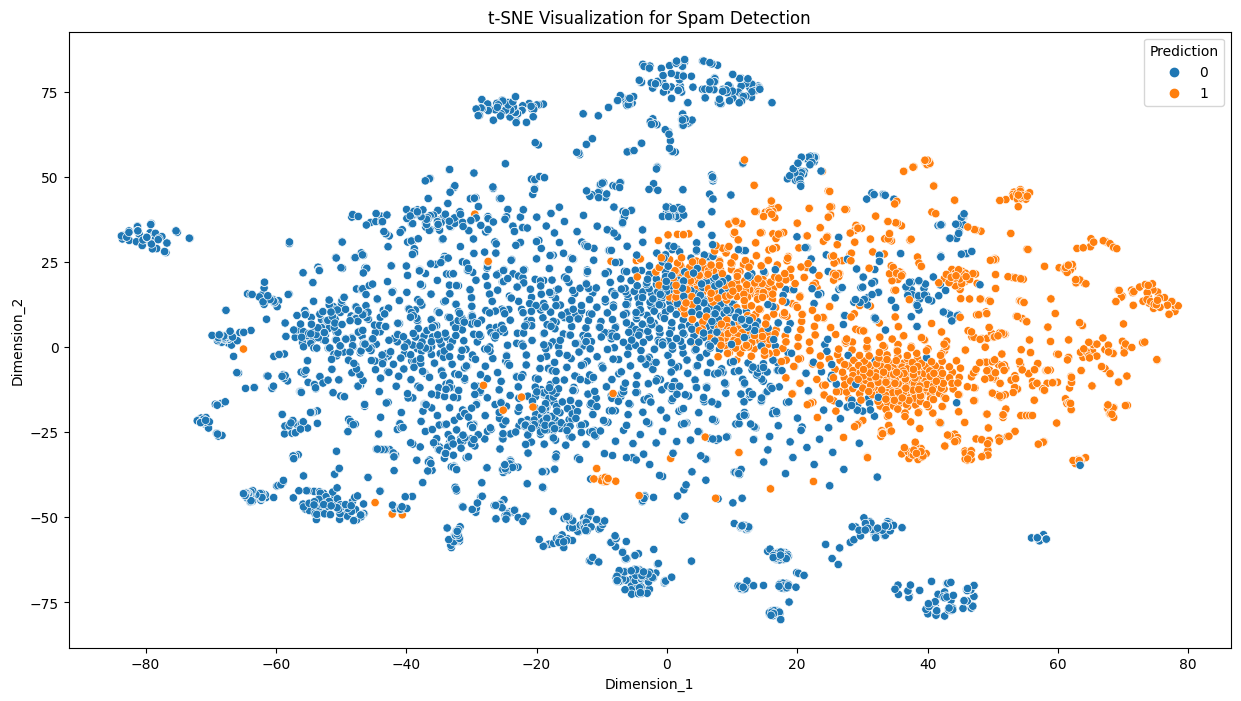 t-SNE Visualization for Spam Detection
Prediction
0
1
75
50
25
0
−25
−50
−75
Dimension_2
−80 −60 −40 −20 0 20 40 60 80
Dimension_1